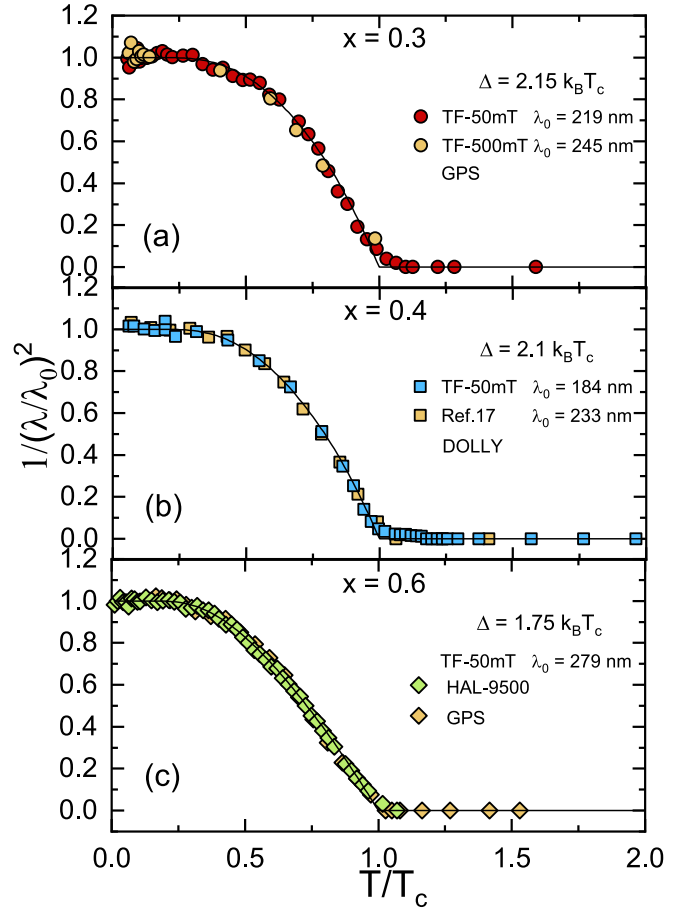 x = 0.3
1.2
1.0
0.8
0.6
0.4
0.2
0.0
Δ = 2.15 k_BT_c
TF-50mT λ₀ = 219 nm
TF-500mT λ₀ = 245 nm
GPS
(a)
x = 0.4
1.2
1.0
0.8
0.6
0.4
0.2
0.0
Δ = 2.1 k_BT_c
TF-50mT λ₀ = 184 nm
Ref.17 λ₀ = 233 nm
DOLLY
(b)
1/(λ/λ₀)²
x = 0.6
1.2
1.0
0.8
0.6
0.4
0.2
0.0
Δ = 1.75 k_BT_c
TF-50mT λ₀ = 279 nm
HAL-9500
GPS
(c)
0.0 0.5 1.0 1.5 2.0
T/T_c